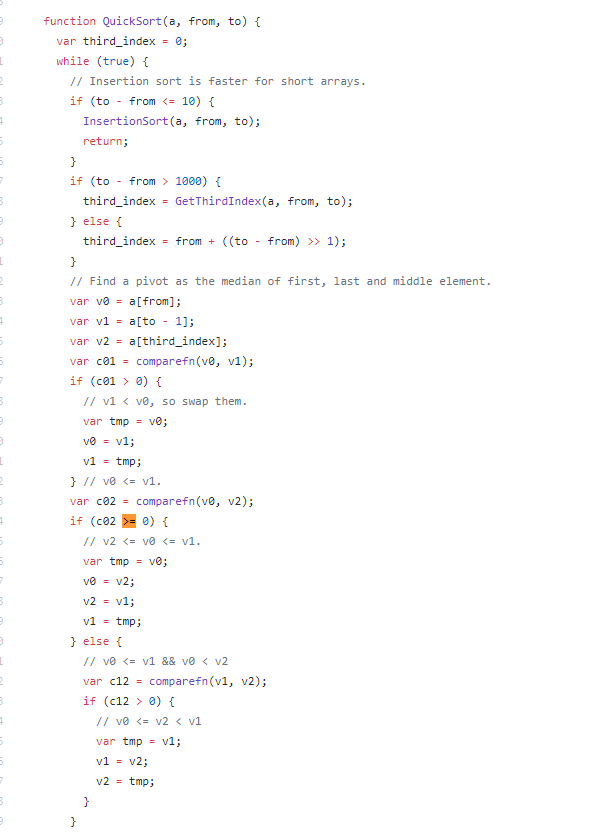 function QuickSort(a, from, to) {
var third_index = 0;
while (true) {
// Insertion sort is faster for short arrays.
if (to - from <= 10) {
InsertionSort(a, from, to);
return;
}
if (to - from > 1000) {
third_index = GetThirdIndex(a, from, to);
} else {
third_index = from + ((to - from) >> 1);
}
// Find a pivot as the median of first, last and middle element.
var v0 = a[from];
var v1 = a[to - 1];
var v2 = a[third_index];
var c01 = comparefn(v0, v1);
if (c01 > 0) {
// v1 < v0, so swap them.
var tmp = v0;
v0 = v1;
v1 = tmp;
} // v0 <= v1.
var c02 = comparefn(v0, v2);
if (c02 >= 0) {
// v2 <= v0 <= v1.
var tmp = v0;
v0 = v2;
v2 = v1;
v1 = tmp;
} else {
// v0 <= v1 && v0 < v2
var c12 = comparefn(v1, v2);
if (c12 > 0) {
// v0 <= v2 < v1
var tmp = v1;
v1 = v2;
v2 = tmp;
}
}